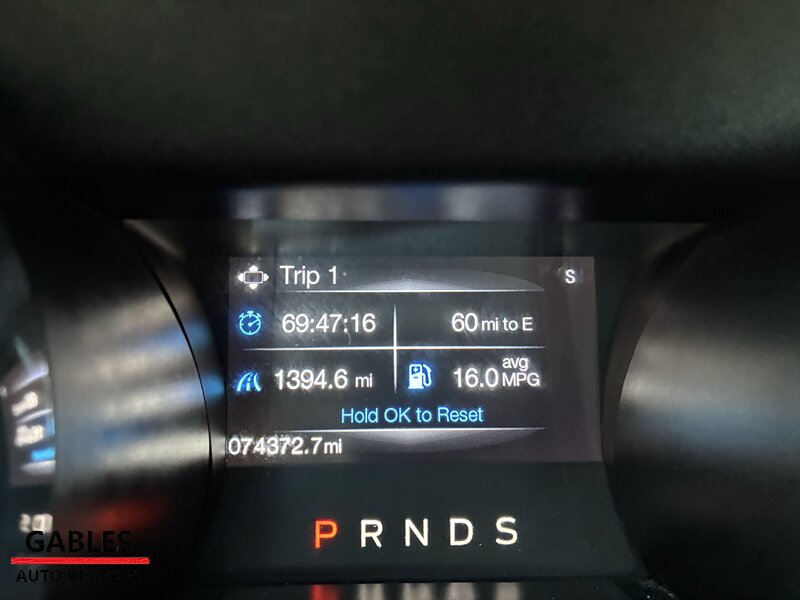 Trip 1 S
69:47:16 60 mi to E
1394.6 mi 16.0 avg MPG
Hold OK to Reset
074372.7mi
P R N D S
GABLES
AUTO